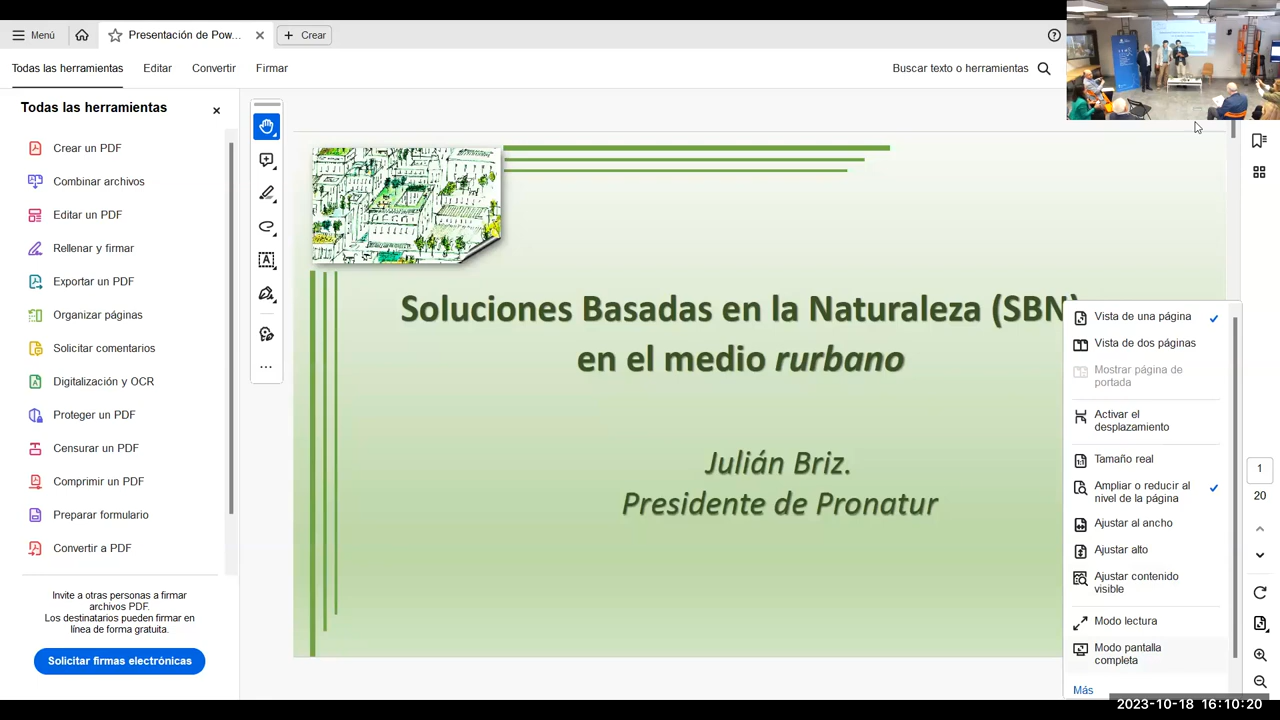 Menú
Presentación de Pow...
Crear
Todas las herramientas
Editar
Convertir
Firmar
Buscar texto o herramientas
Todas las herramientas
Crear un PDF
Combinar archivos
Editar un PDF
Rellenar y firmar
Exportar un PDF
Organizar páginas
Solicitar comentarios
Digitalización y OCR
Proteger un PDF
Censurar un PDF
Comprimir un PDF
Preparar formulario
Convertir a PDF
Invite a otras personas a firmar
archivos PDF.
Los destinatarios pueden firmar en
línea de forma gratuita.
Solicitar firmas electrónicas
Soluciones Basadas en la Naturaleza (SBN)
en el medio rurbano
Julián Briz.
Presidente de Pronatur
Vista de una página
Vista de dos páginas
Mostrar página de
portada
Activar el
desplazamiento
Tamaño real
Ampliar o reducir al
nivel de la página
Ajustar al ancho
Ajustar alto
Ajustar contenido
visible
Modo lectura
Modo pantalla
completa
Más
1
20
2023-10-18 16:10:20